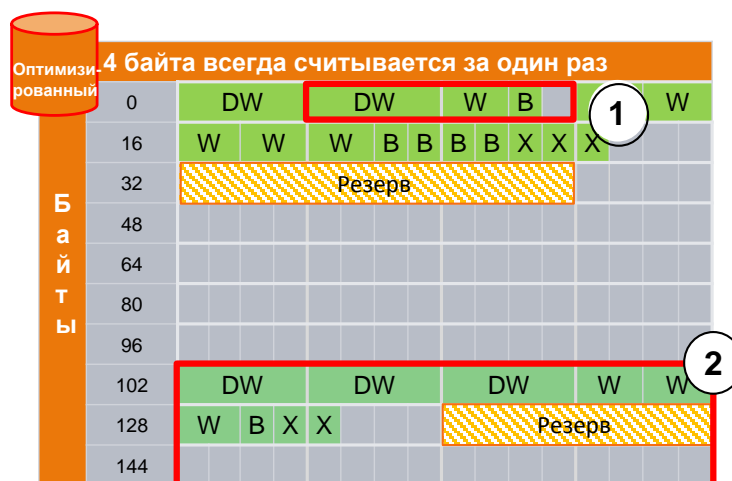 Оптимизи-
рованный
4 байта всегда считывается за один раз
Байты
0 DW DW W B W
1
16 W W W B B B B X X X
32 Резерв
48
64
80
96
2
102 DW DW DW W W
128 W B X X Резерв
144